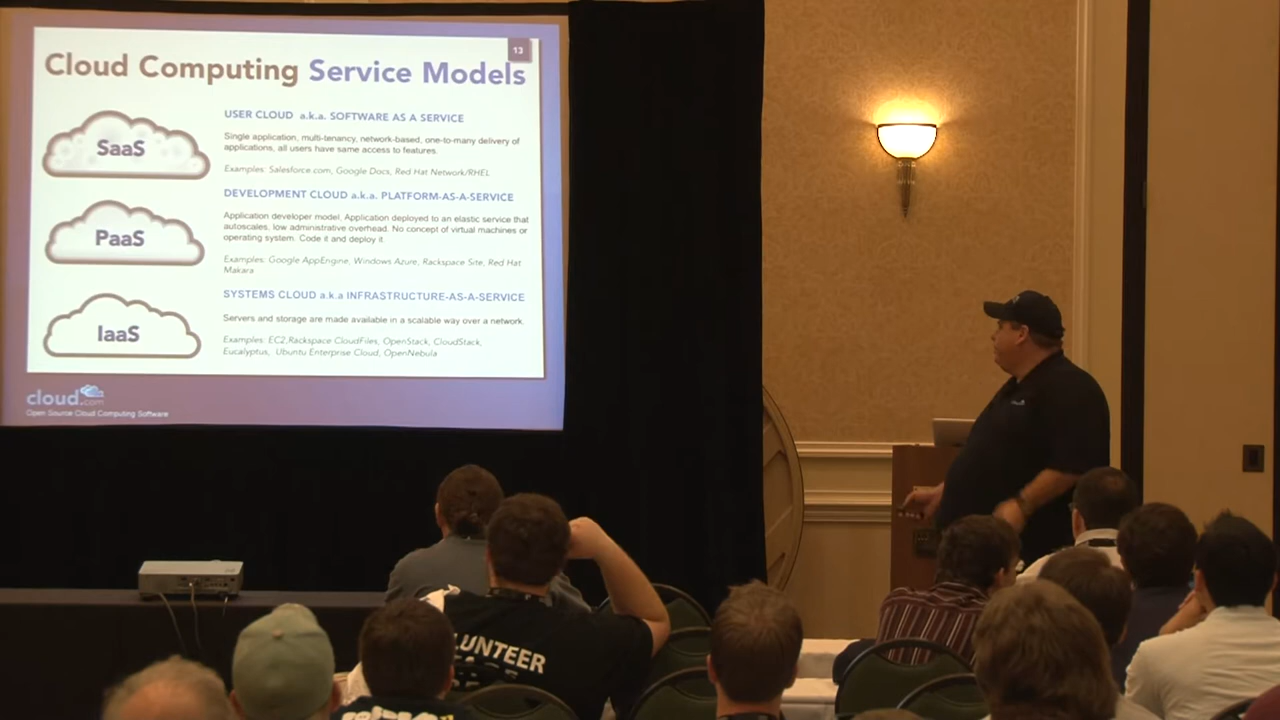 13
Cloud Computing Service Models
SaaS
USER CLOUD a.k.a. SOFTWARE AS A SERVICE
Single application, multi-tenancy, network-based, one-to-many delivery of
applications, all users have same access to features.
Examples: Salesforce.com, Google Docs, Red Hat Network/RHEL
PaaS
DEVELOPMENT CLOUD a.k.a. PLATFORM-AS-A-SERVICE
Application developer model, Application deployed to an elastic service that
autoscales, low administrative overhead. No concept of virtual machines or
operating system. Code it and deploy it
Examples: Google AppEngine, Windows Azure, Rackspace Site, Red Hat
Makara
IaaS
SYSTEMS CLOUD a.k.a INFRASTRUCTURE-AS-A-SERVICE
Servers and storage are made available in a scalable way over a network.
Examples: EC2,Rackspace CloudFiles, OpenStack, CloudStack,
Eucalyptus, Ubuntu Enterprise Cloud, OpenNebula
cloud.com
Open Source Cloud Computing Software
LUNTEER